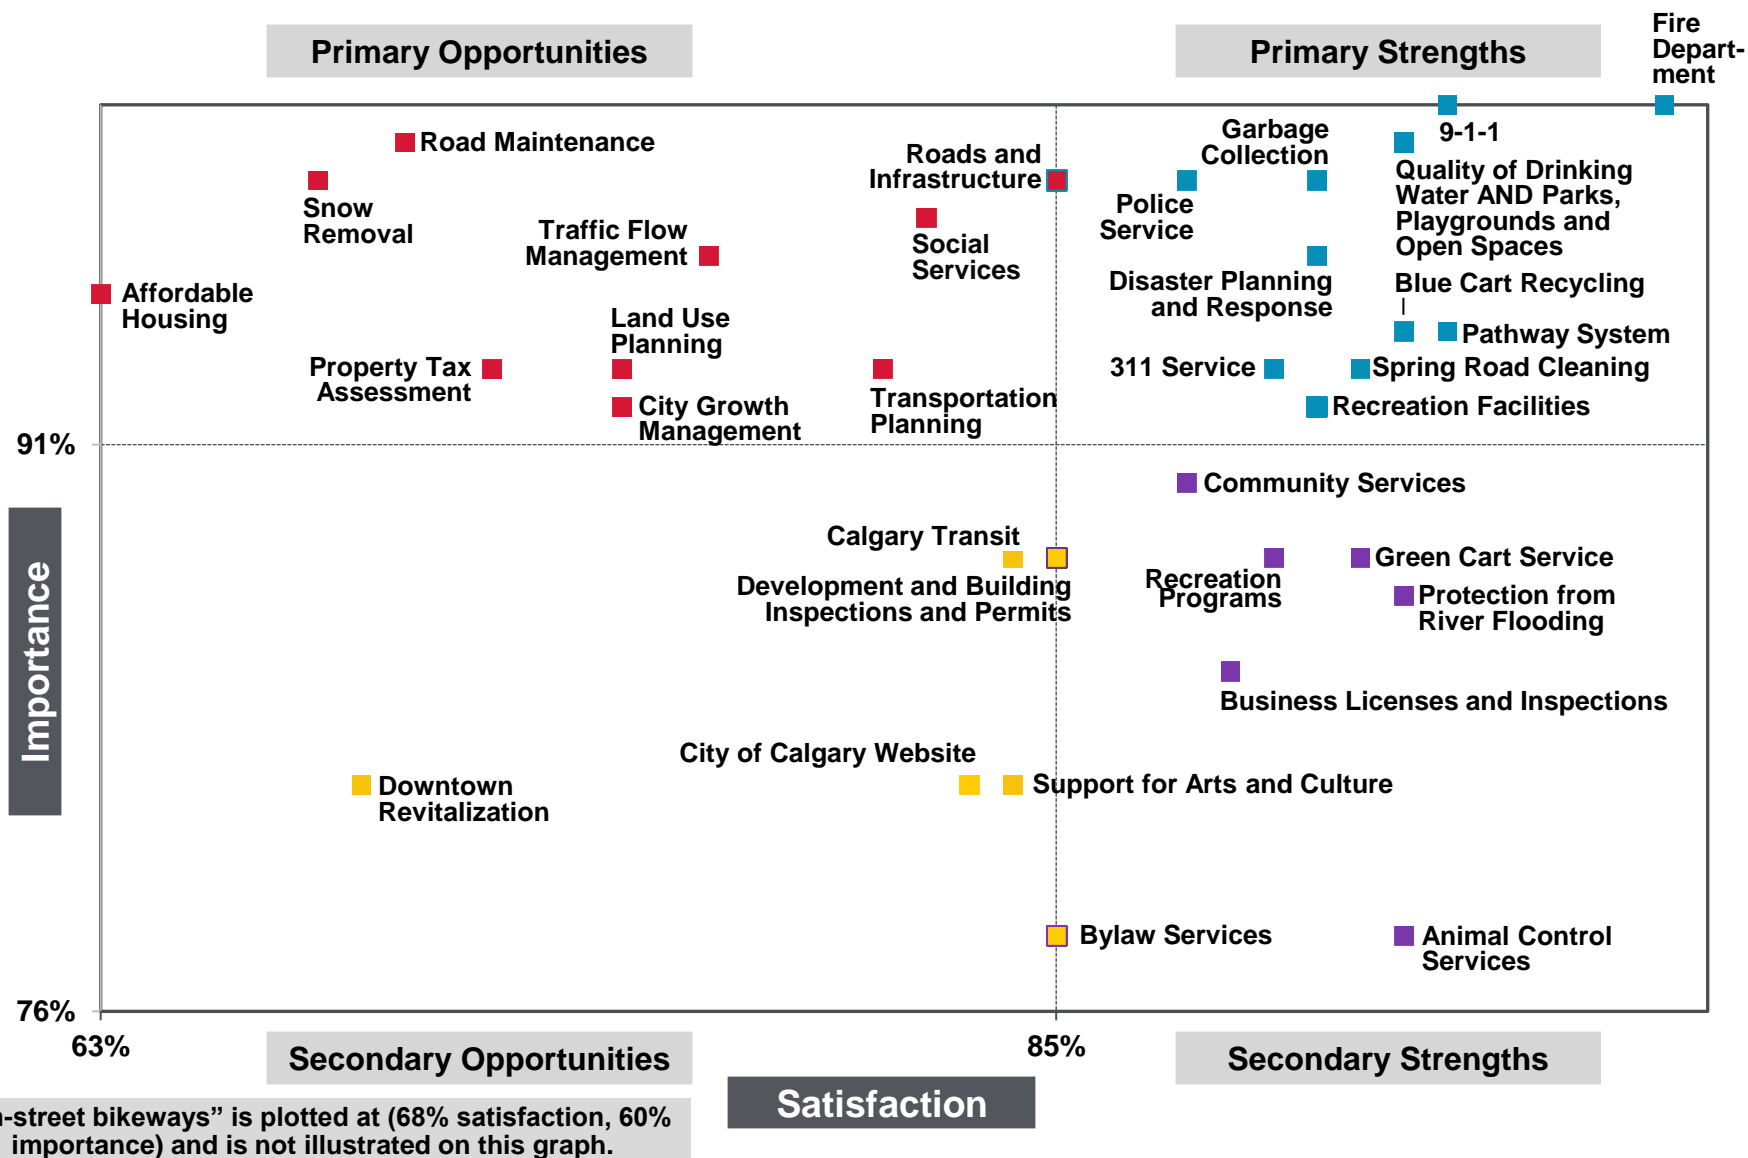 Primary Opportunities
Primary Strengths
Fire
Depart-
ment
Road Maintenance
Snow
Removal
Traffic Flow
Management
Affordable
Housing
Land Use
Planning
Property Tax
Assessment
City Growth
Management
Roads and
Infrastructure
Social
Services
Transportation
Planning
Garbage
Collection
Police
Service
9-1-1
Quality of Drinking
Water AND Parks,
Playgrounds and
Open Spaces
Disaster Planning
and Response
Blue Cart Recycling
Pathway System
311 Service
Spring Road Cleaning
Recreation Facilities
91%
Community Services
Calgary Transit
Development and Building
Inspections and Permits
Recreation
Programs
Green Cart Service
Protection from
River Flooding
Business Licenses and Inspections
Importance
City of Calgary Website
Downtown
Revitalization
Support for Arts and Culture
Bylaw Services
Animal Control
Services
76%
63%
85%
Secondary Opportunities
Secondary Strengths
Satisfaction
-street bikeways” is plotted at (68% satisfaction, 60%
importance) and is not illustrated on this graph.